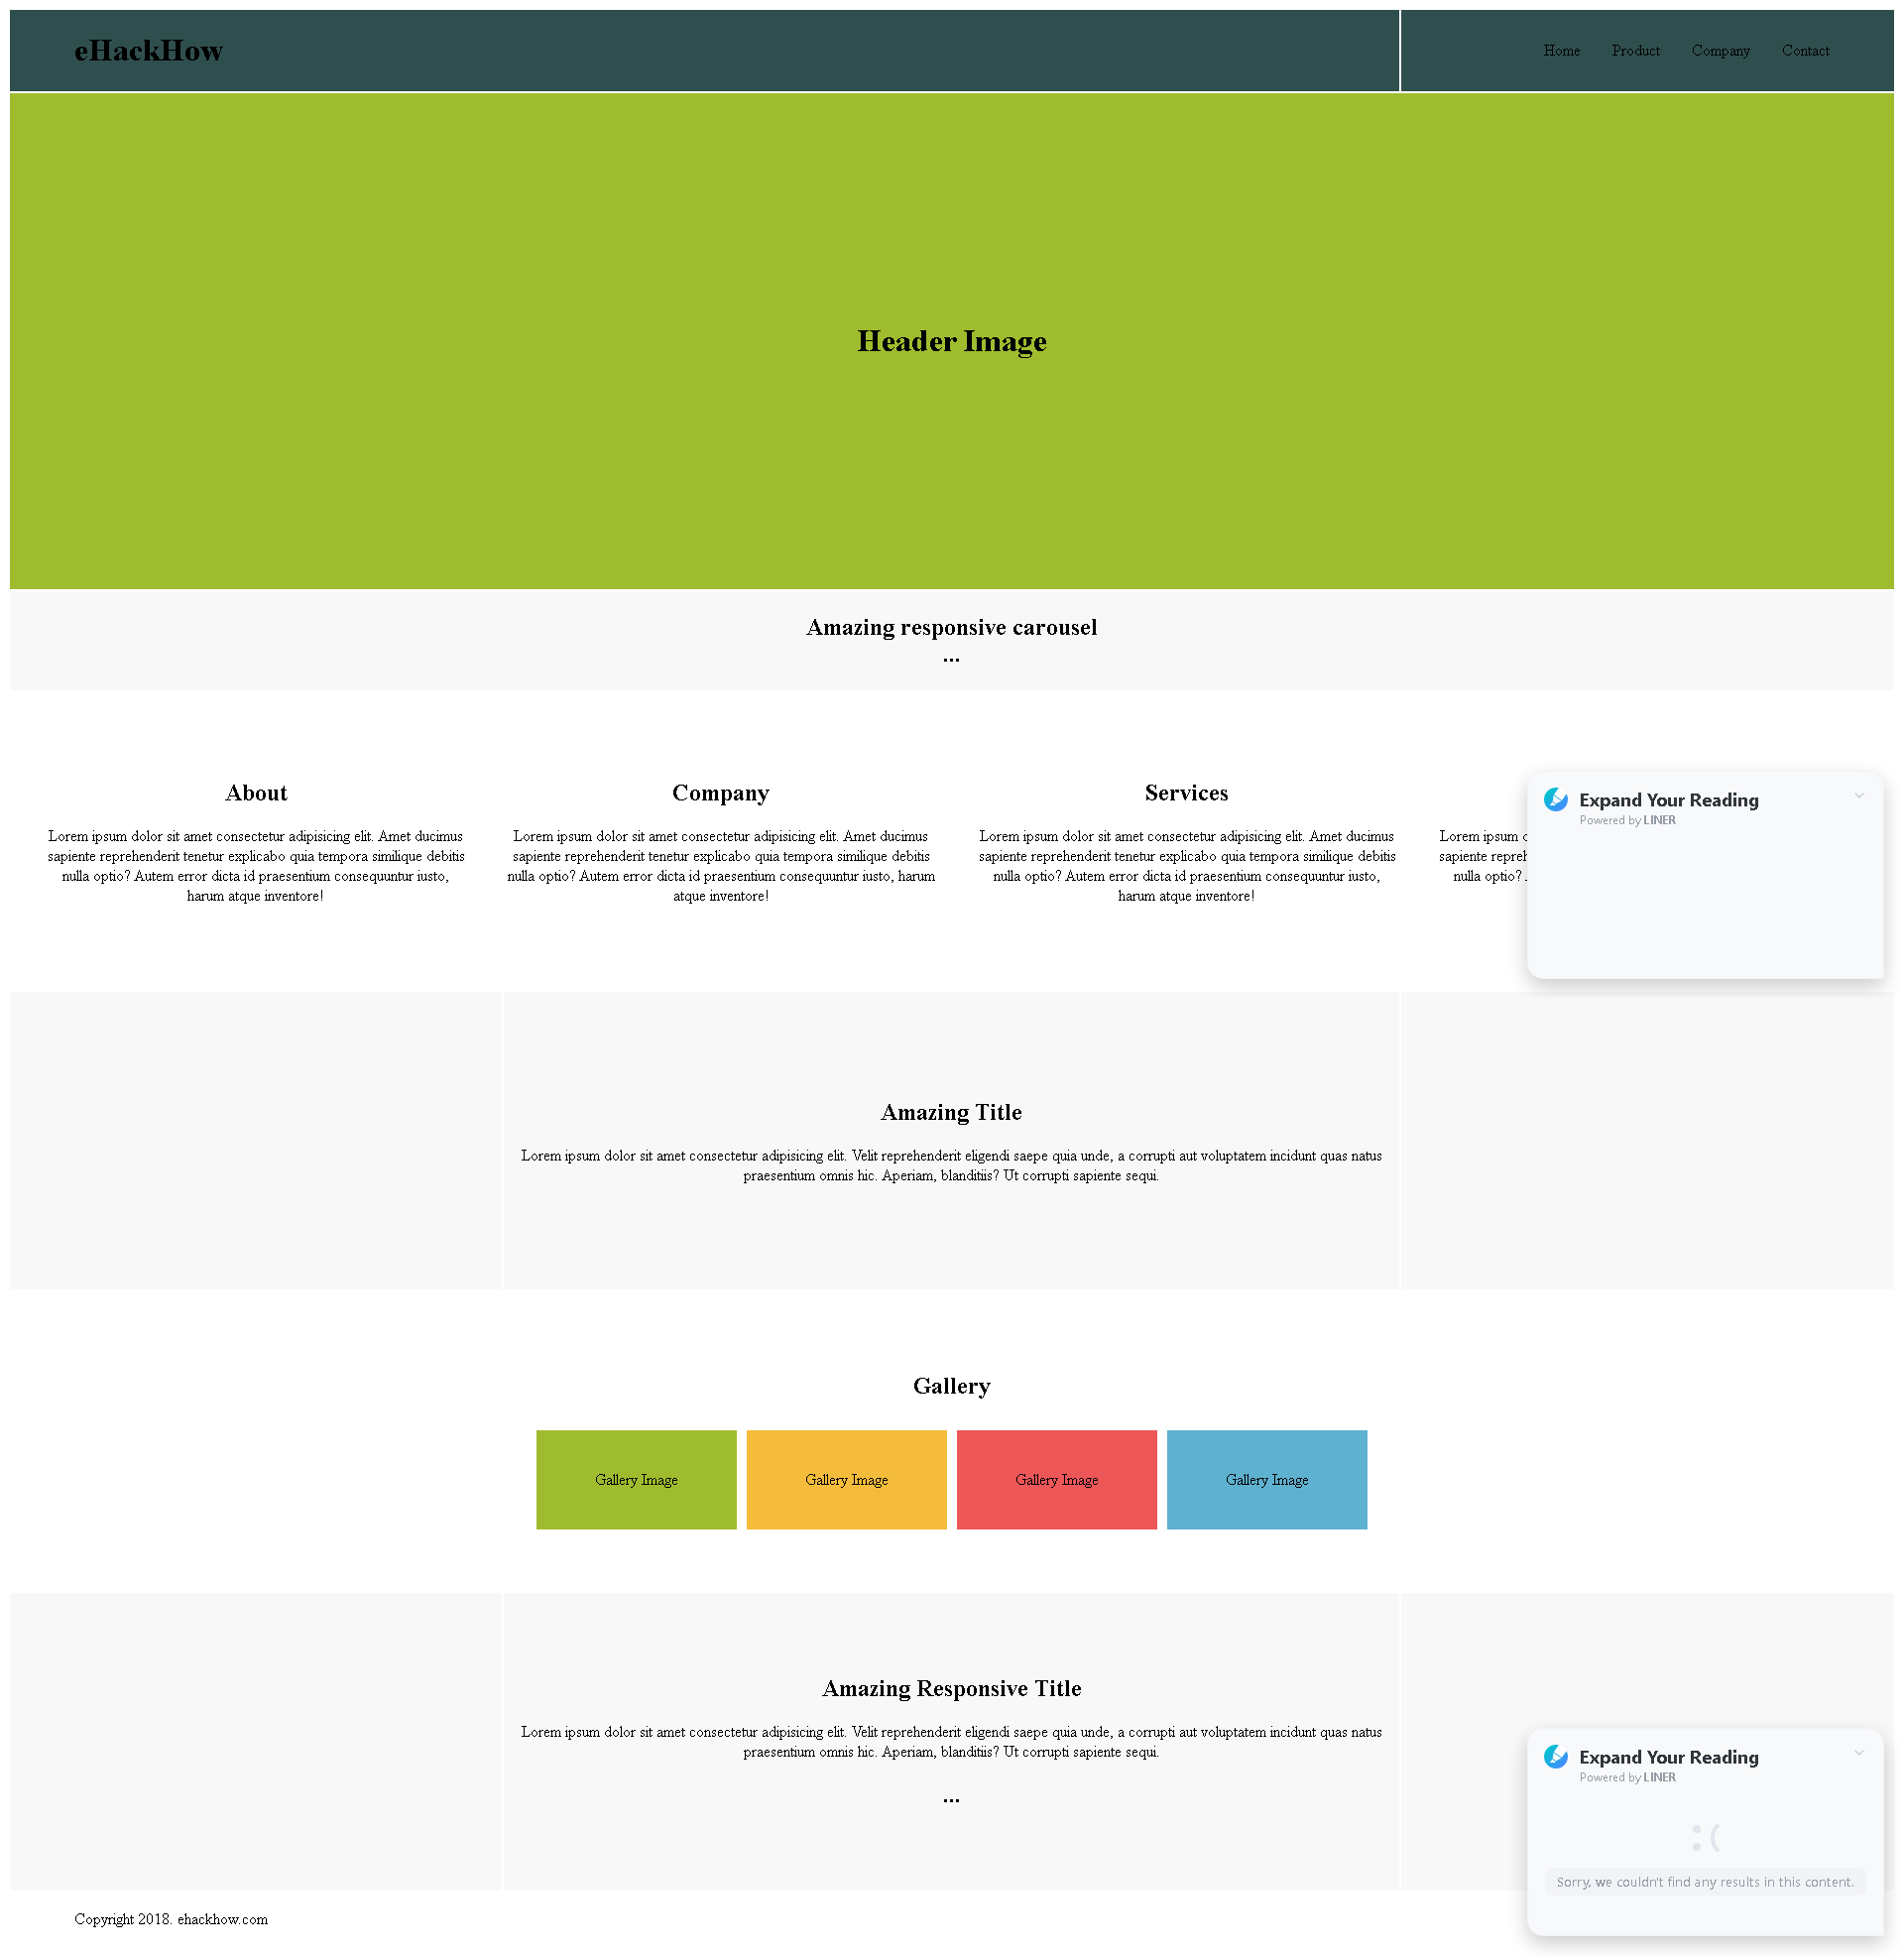 eHackHow
Home Product Company Contact
Header Image
Amazing responsive carousel
...
About
Lorem ipsum dolor sit amet consectetur adipisicing elit. Amet ducimus
sapiente reprehenderit tenetur explicabo quia tempora similique debitis
nulla optio? Autem error dicta id praesentium consequuntur iusto,
harum atque inventore!
Company
Lorem ipsum dolor sit amet consectetur adipisicing elit. Amet ducimus
sapiente reprehenderit tenetur explicabo quia tempora similique debitis
nulla optio? Autem error dicta id praesentium consequuntur iusto, harum
atque inventore!
Services
Lorem ipsum dolor sit amet consectetur adipisicing elit. Amet ducimus
sapiente reprehenderit tenetur explicabo quia tempora similique debitis
nulla optio? Autem error dicta id praesentium consequuntur iusto,
harum atque inventore!
Lorem ipsum
sapiente
nulla optio?
Expand Your Reading
Powered by LINER
Amazing Title
Lorem ipsum dolor sit amet consectetur adipisicing elit. Velit reprehenderit eligendi saepe quia unde, a corrupti aut voluptatem incidunt quas natus
praesentium omnis hic. Aperiam, blanditiis? Ut corrupti sapiente sequi.
Gallery
Gallery Image
Gallery Image
Gallery Image
Gallery Image
Amazing Responsive Title
Lorem ipsum dolor sit amet consectetur adipisicing elit. Velit reprehenderit eligendi saepe quia unde, a corrupti aut voluptatem incidunt quas natus
praesentium omnis hic. Aperiam, blanditiis? Ut corrupti sapiente sequi.
...
Expand Your Reading
Powered by LINER
:(
Sorry, we couldn't find any results in this content.
Copyright 2018. ehackhow.com